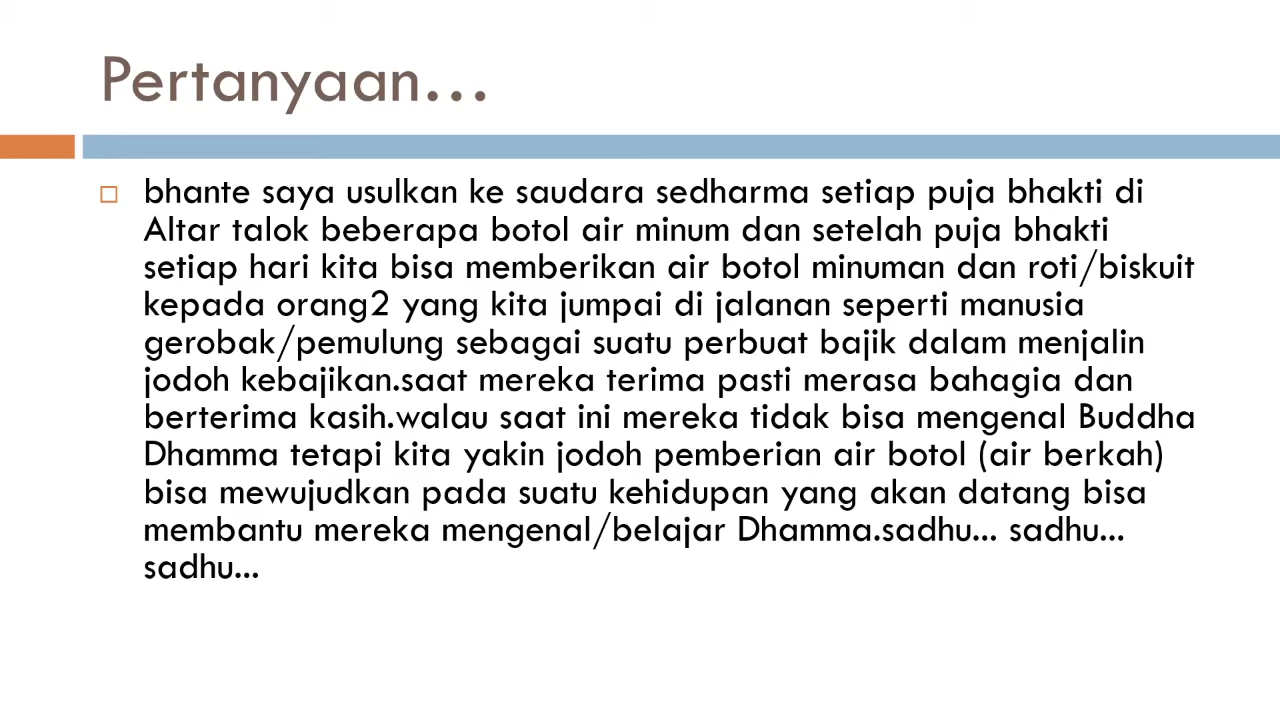 Pertanyaan...
bhante saya usulkan ke saudara sedharma setiap puja bhakti di
Altar talok beberapa botol air minum dan setelah puja bhakti
setiap hari kita bisa memberikan air botol minuman dan roti/biskuit
kepada orang2 yang kita jumpai di jalanan seperti manusia
gerobak/pemulung sebagai suatu perbuat bajik dalam menjalin
jodoh kebajikan.saat mereka terima pasti merasa bahagia dan
berterima kasih.walau saat ini mereka tidak bisa mengenal Buddha
Dhamma tetapi kita yakin jodoh pemberian air botol (air berkah)
bisa mewujudkan pada suatu kehidupan yang akan datang bisa
membantu mereka mengenal/belajar Dhamma.sadhu... sadhu...
sadhu...